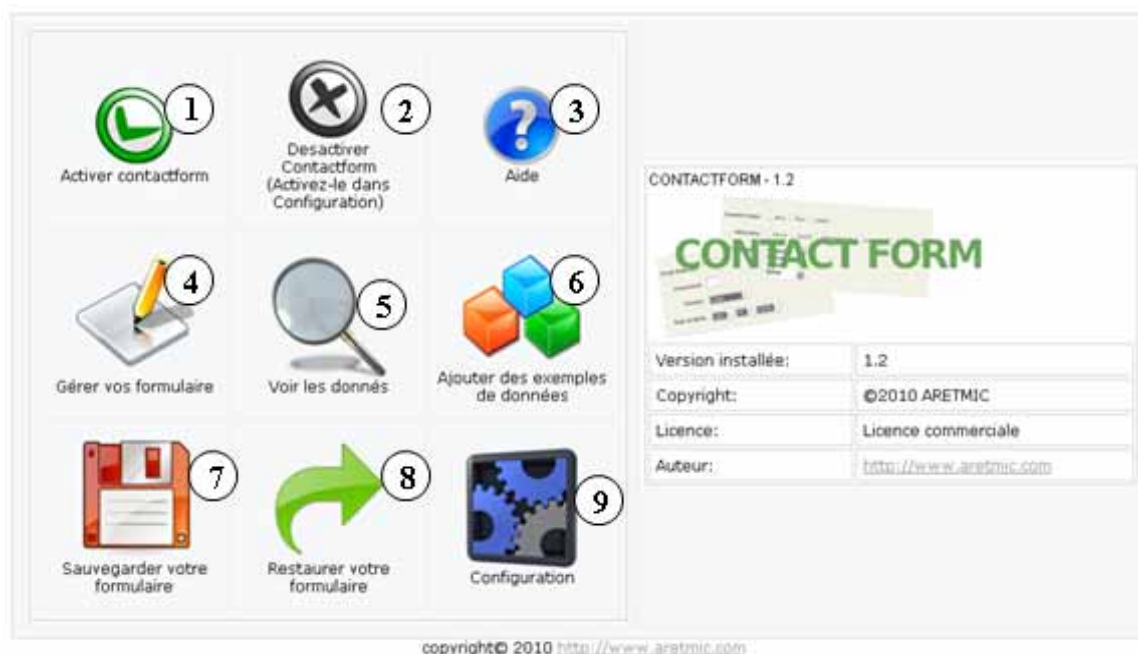 1
Activer contactform
2
Desactiver
Contactform
(Activez-le dans
Configuration)
3
Aide
4
Gérer vos formulaire
5
Voir les donnés
6
Ajouter des exemples
de données
7
Sauvegarder votre
formulaire
8
Restaurer votre
formulaire
9
Configuration
CONTACTFORM - 1.2
CONTACT FORM
Version installée: 1.2
Copyright: ©2010 ARETMIC
Licence: Licence commerciale
Auteur: http://www.aretmic.com
copyright© 2010 http://www.aretmic.com